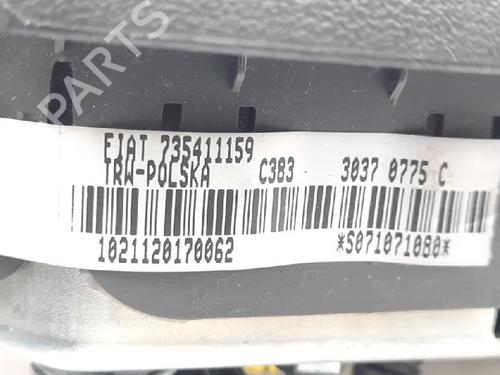 PARTS
FIAT 735411159
TRW-POLSKA C383 3037 0775 C
1021120170062 *S071071080*